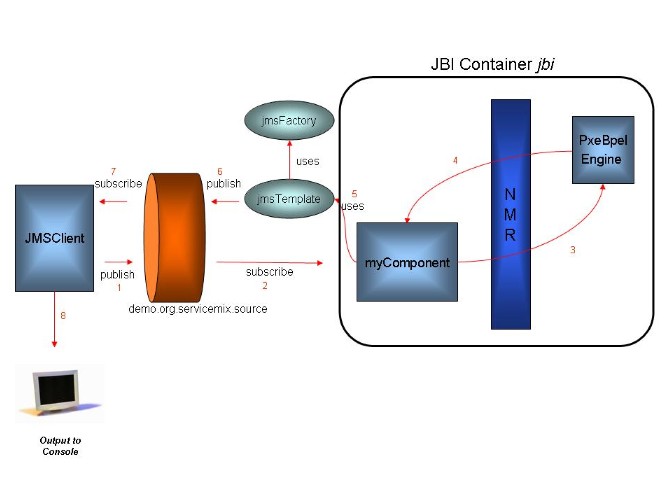 JBI Container jbi
jmsFactory
uses
PxeBpel
Engine
4
7
subscribe
6
publish
jmsTemplate
5
uses
N
M
R
JMSClient
myComponent
3
publish
1
subscribe
2
demo.org.servicemix.source
8
Output to
Console